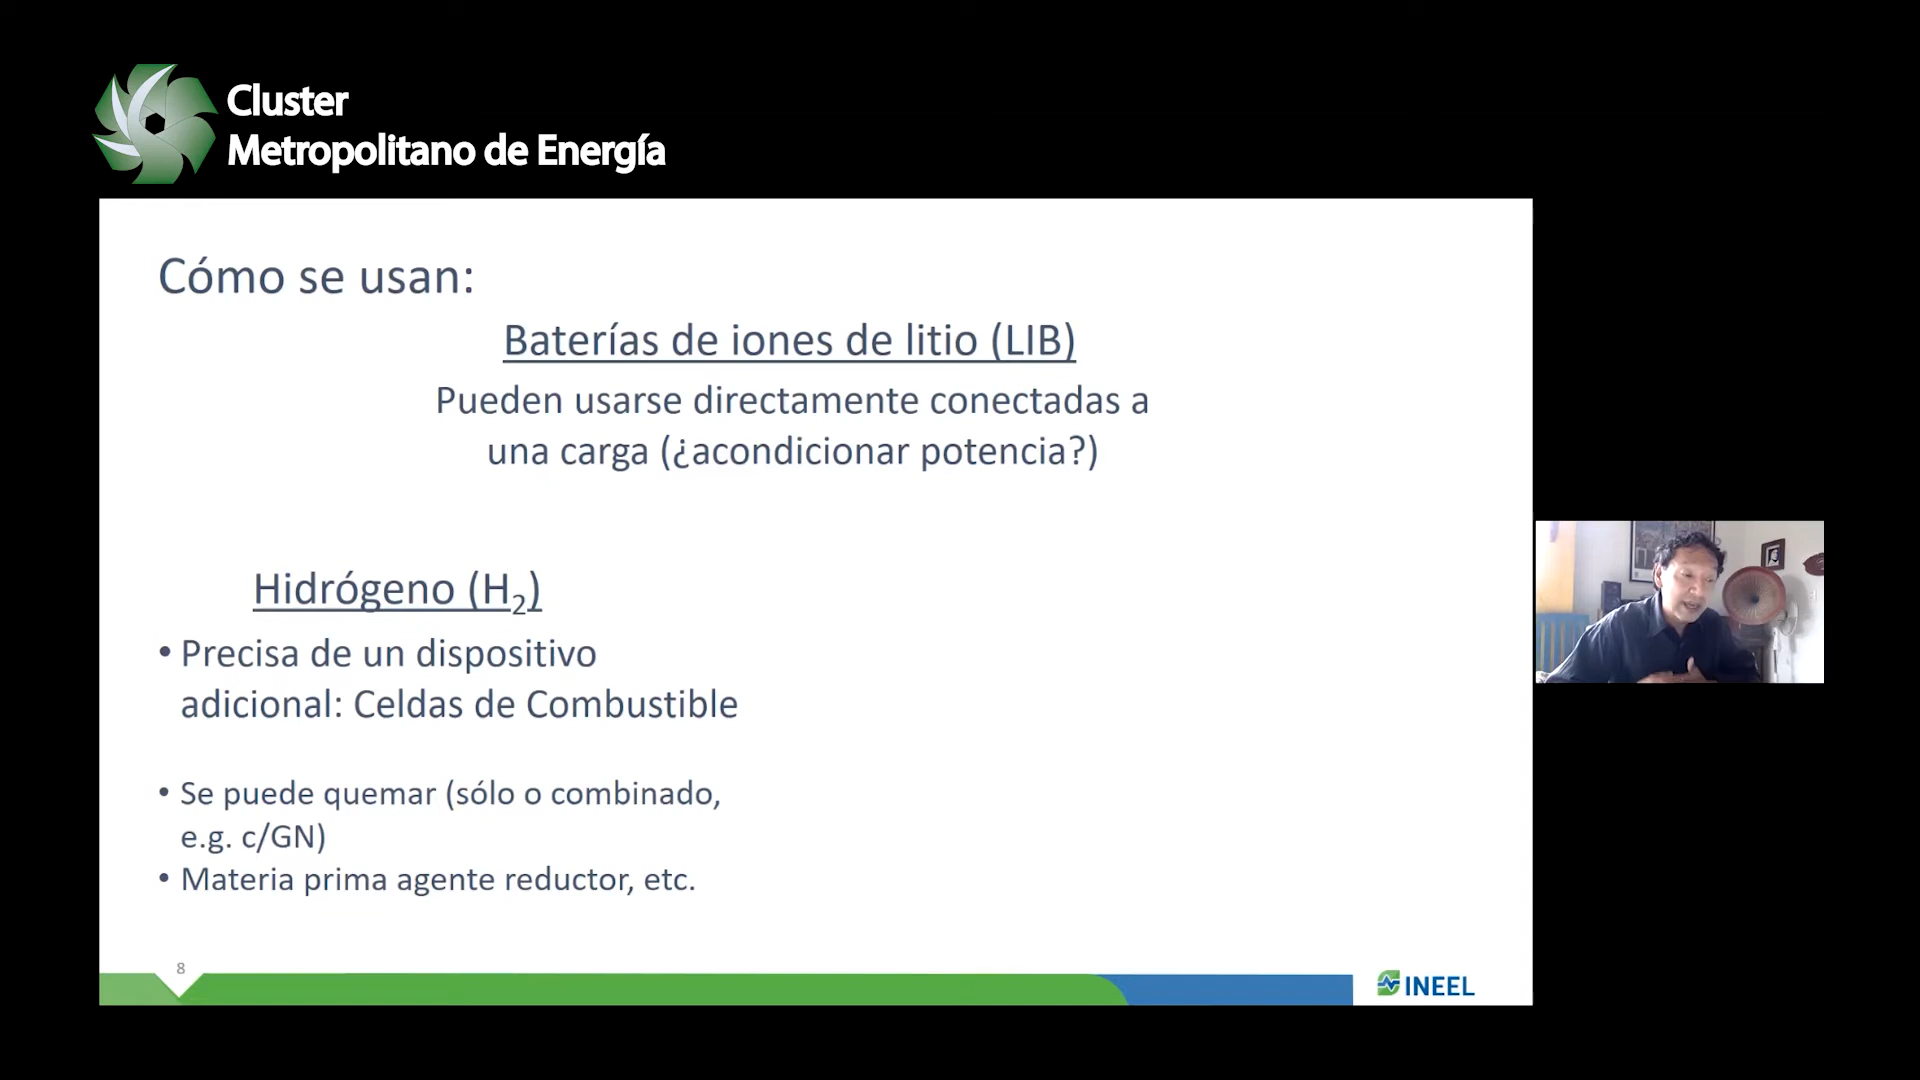 Cluster
Metropolitano de Energía
Cómo se usan:
Baterías de iones de litio (LIB)
Pueden usarse directamente conectadas a
una carga (¿acondicionar potencia?)
Hidrógeno (H₂)
• Precisa de un dispositivo
adicional: Celdas de Combustible
• Se puede quemar (sólo o combinado,
e.g. c/GN)
• Materia prima agente reductor, etc.
8
INEEL